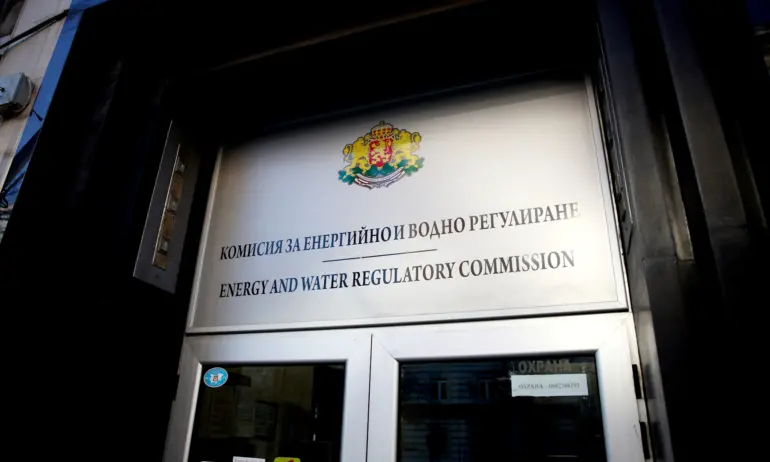 КОМИСИЯ ЗА ЕНЕРГИЙНО И ВОДНО РЕГУЛИРАНЕ
ENERGY AND WATER REGULATORY COMMISSION
ОХРАНА